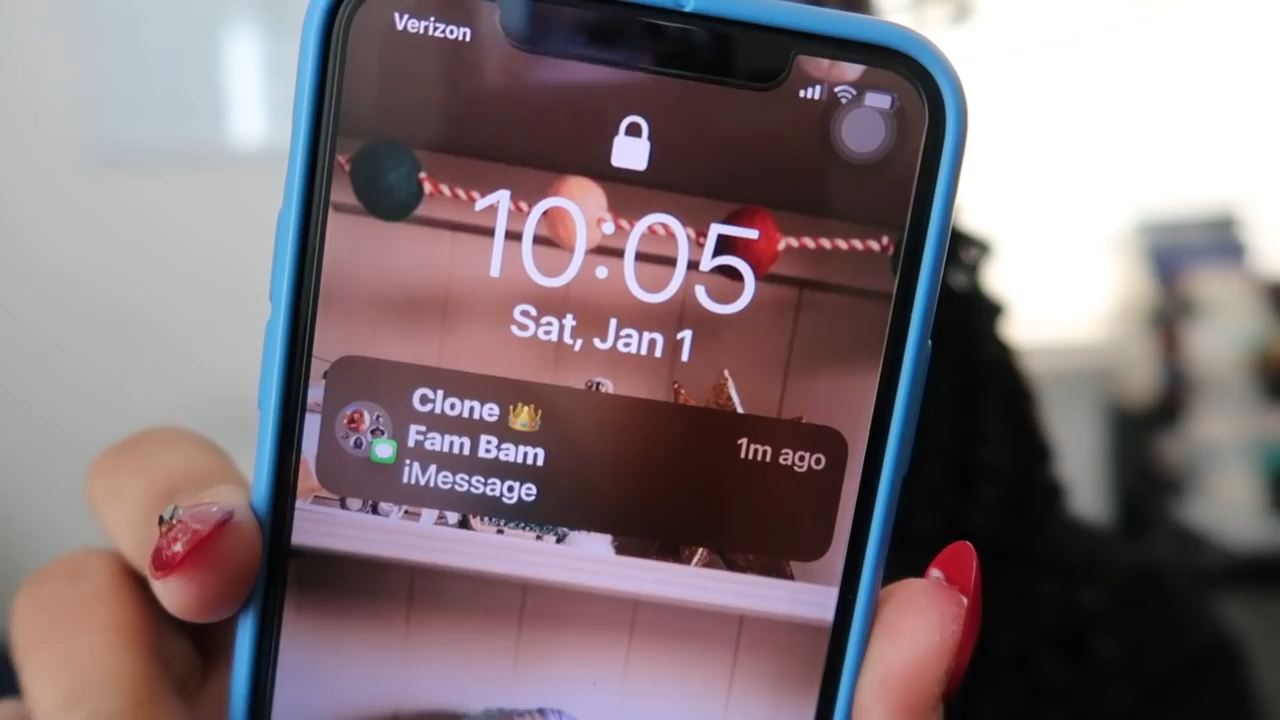 Verizon
10:05
Sat, Jan 1
Clone 👑
Fam Bam
1m ago
iMessage